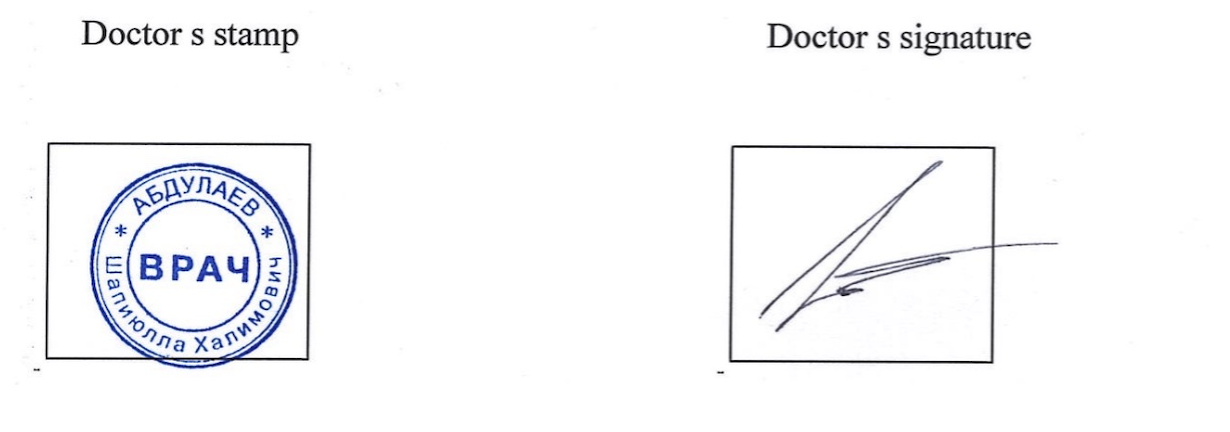 Doctor s stamp
Doctor s signature
* АБДУЛАЕВ *
ВРАЧ
Шапиюлла Халимович